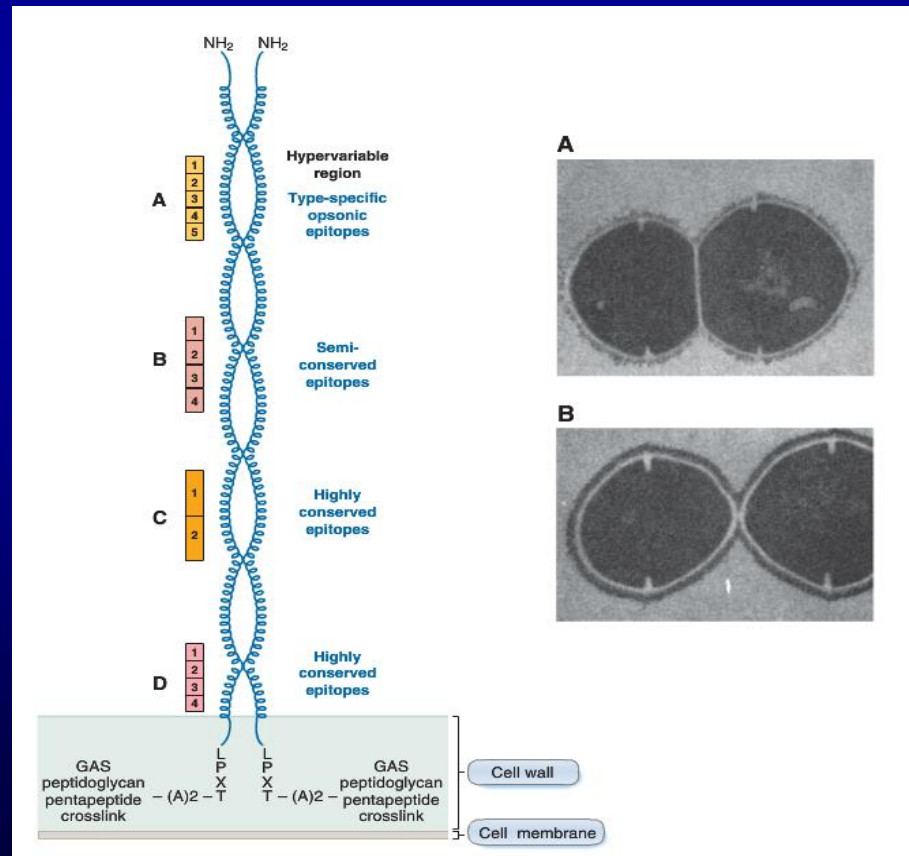 NH2 NH2
A
1
2
3
4
5
Hypervariable
region
Type-specific
opsonic
epitopes
B
1
2
3
4
Semi-
conserved
epitopes
C
1
2
Highly
conserved
epitopes
D
1
2
3
4
Highly
conserved
epitopes
GAS
peptidoglycan
pentapeptide
crosslink
– (A)2 –
L
P
X
T
L
P
X
T
– (A)2 –
GAS
peptidoglycan
pentapeptide
crosslink
Cell wall
Cell membrane
A
B